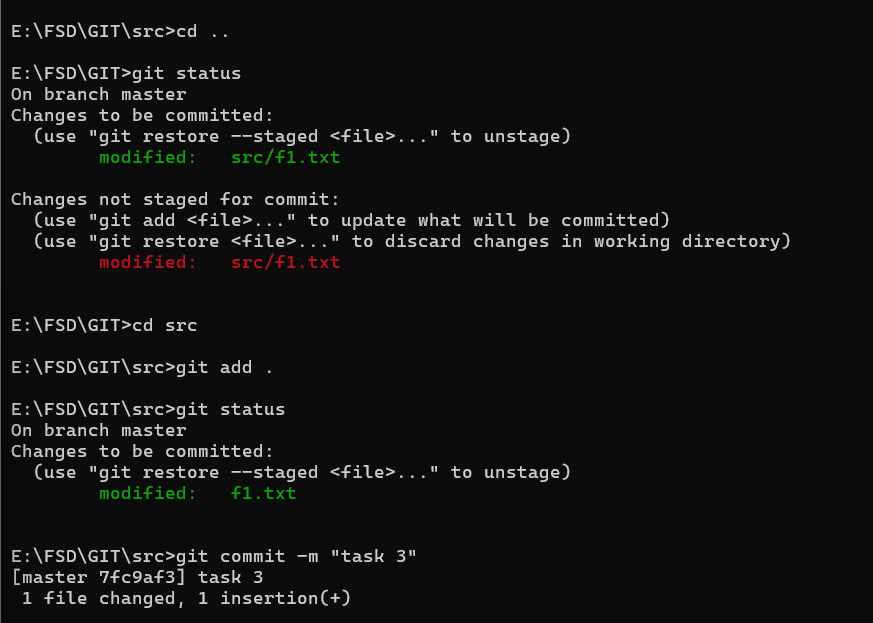 E:\FSD\GIT\src>cd ..
E:\FSD\GIT>git status
On branch master
Changes to be committed:
  (use "git restore --staged <file>..." to unstage)
        modified:   src/f1.txt
Changes not staged for commit:
  (use "git add <file>..." to update what will be committed)
  (use "git restore <file>..." to discard changes in working directory)
        modified:   src/f1.txt
E:\FSD\GIT>cd src
E:\FSD\GIT\src>git add .
E:\FSD\GIT\src>git status
On branch master
Changes to be committed:
  (use "git restore --staged <file>..." to unstage)
        modified:   f1.txt
E:\FSD\GIT\src>git commit -m "task 3"
[master 7fc9af3] task 3
 1 file changed, 1 insertion(+)